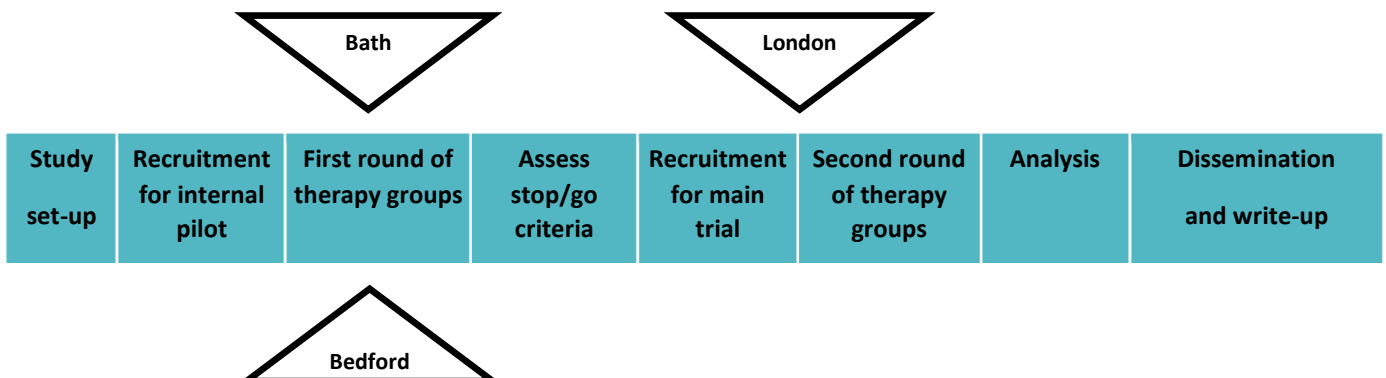 Bath
London
Study
set-up
Recruitment
for internal
pilot
First round of
therapy groups
Assess
stop/go
criteria
Recruitment
for main
trial
Second round
of therapy
groups
Analysis
Dissemination
and write-up
Bedford